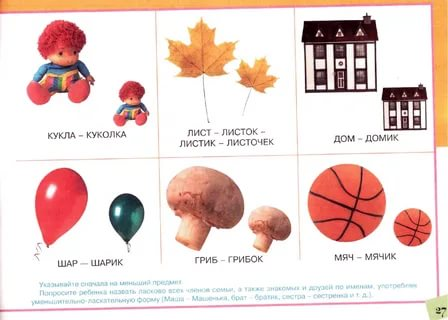 КУКЛА – КУКОЛКА
ЛИСТ – ЛИСТОК –
ЛИСТИК – ЛИСТОЧЕК
ДОМ – ДОМИК
ШАР — ШАРИК
ГРИБ – ГРИБОК
МЯЧ – МЯЧИК
Указывайте сначала на меньший предмет.
Попросите ребенка назвать ласково всех членов семьи, а также знакомых и друзей по именам, употребляя
уменьшительно-ласкательную форму (Маша – Машенька, брат – братик, сестра – сестренка и т. д.).
27